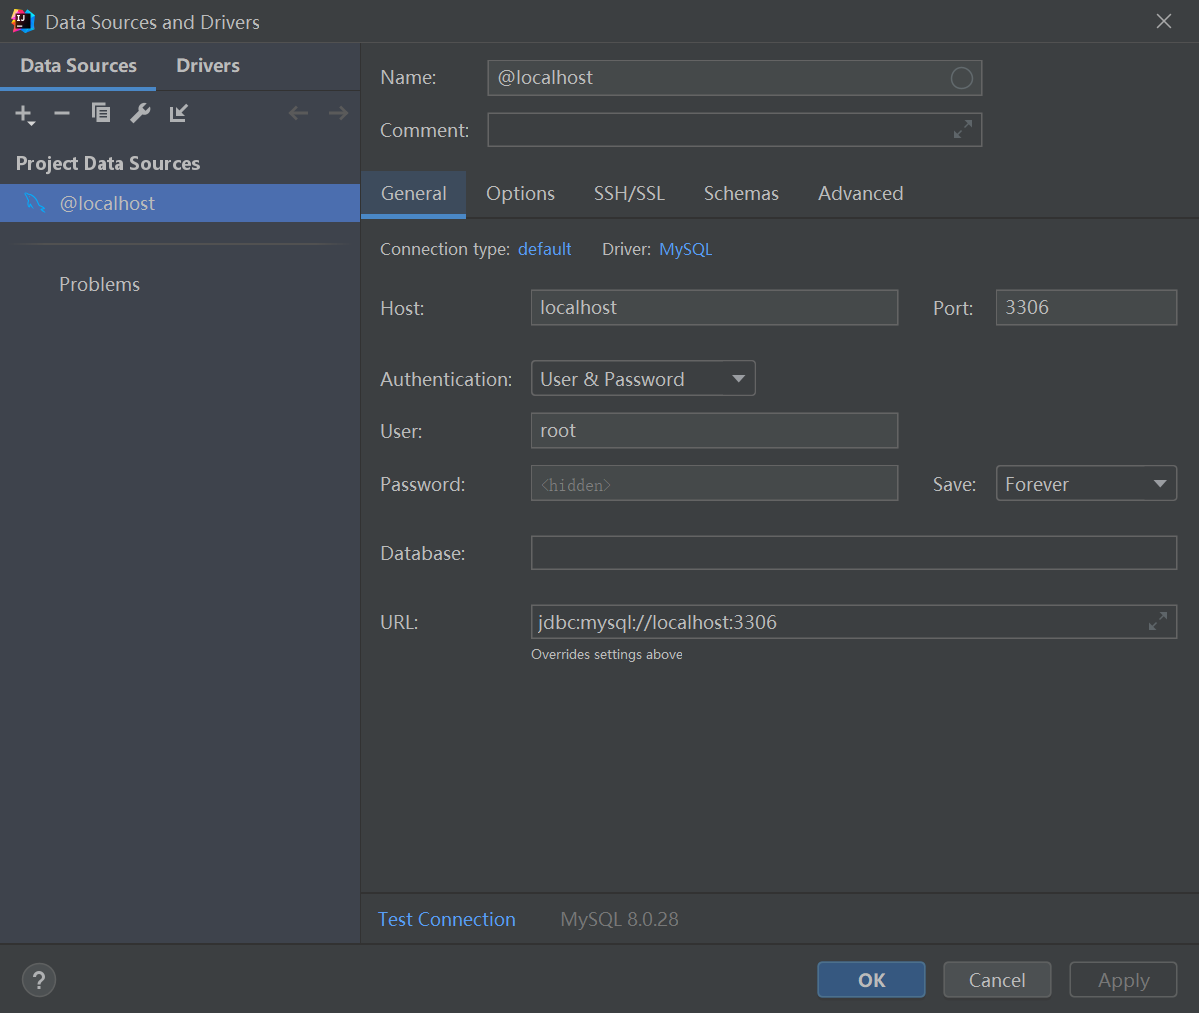 Data Sources and Drivers
Data Sources Drivers
Project Data Sources
@localhost
Problems
Name: @localhost
Comment:
General Options SSH/SSL Schemas Advanced
Connection type: default Driver: MySQL
Host: localhost Port: 3306
Authentication: User & Password
User: root
Password: <hidden> Save: Forever
Database:
URL: jdbc:mysql://localhost:3306
Overrides settings above
Test Connection MySQL 8.0.28
? OK Cancel Apply